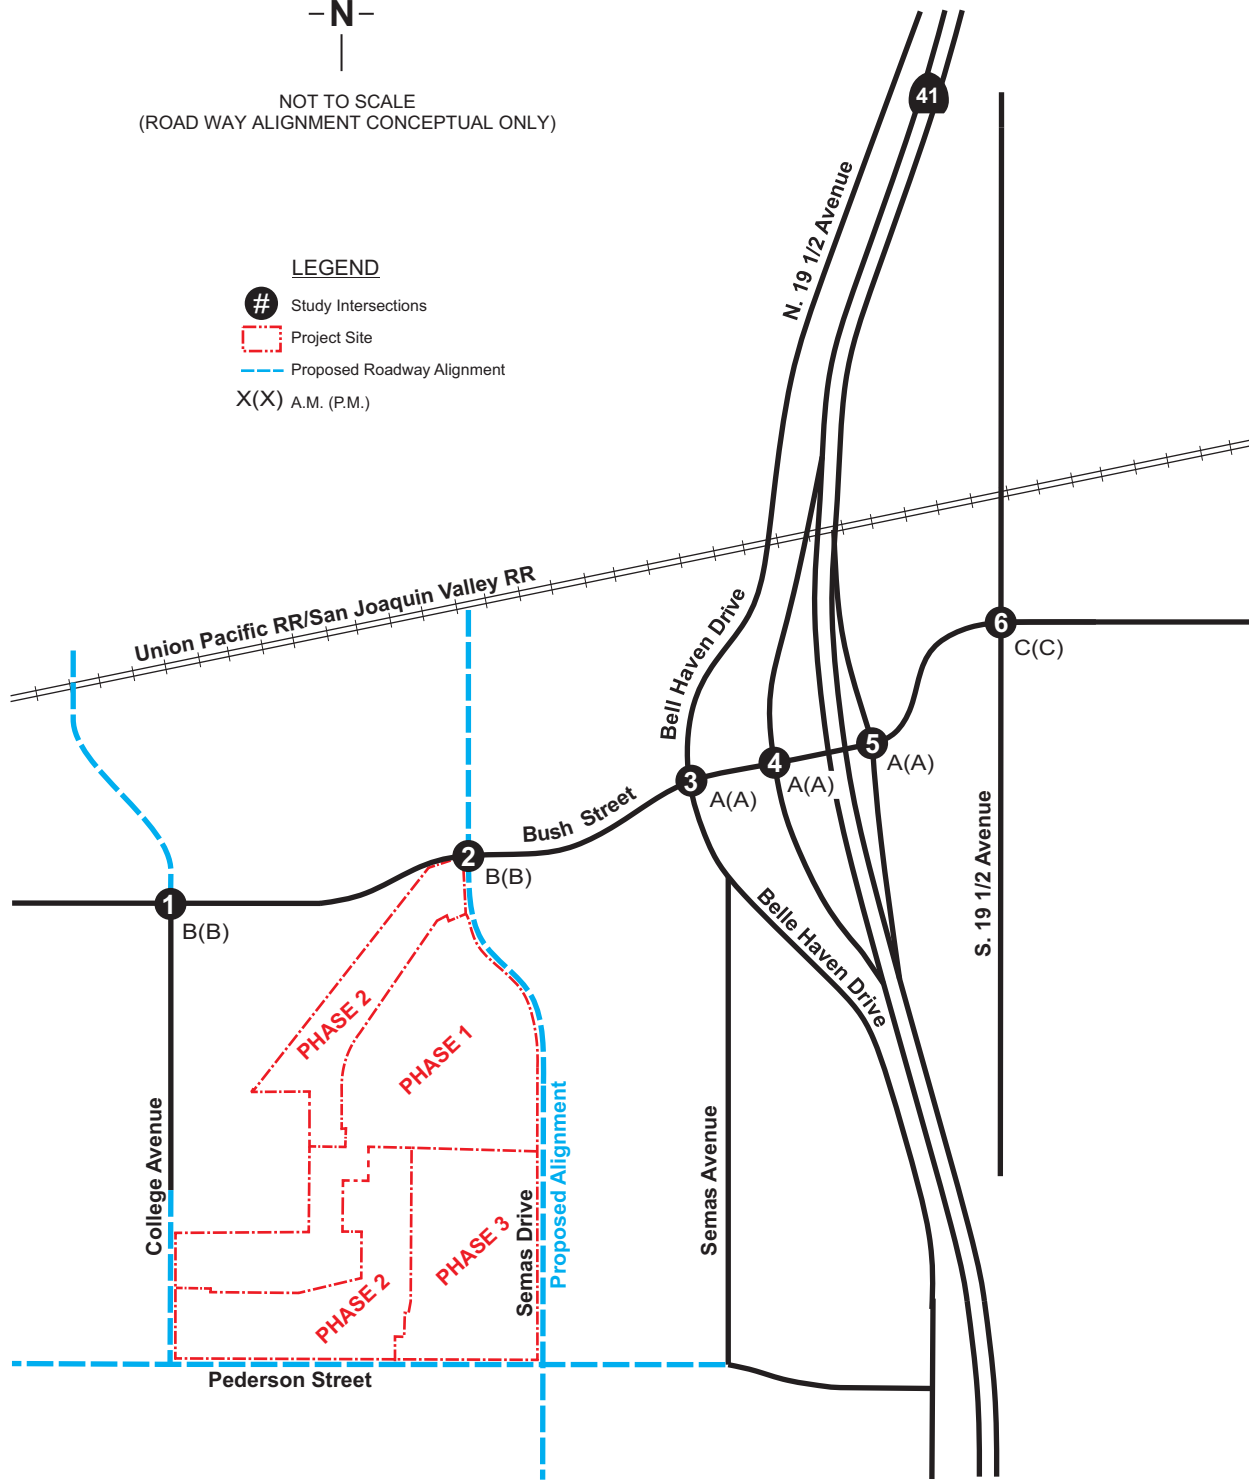 N
NOT TO SCALE
(ROAD WAY ALIGNMENT CONCEPTUAL ONLY)
41
N. 19 1/2 Avenue
LEGEND
# Study Intersections
Project Site
Proposed Roadway Alignment
X(X) A.M. (P.M.)
Union Pacific RR/San Joaquin Valley RR
Bell Haven Drive
6
C(C)
5
A(A)
4
A(A)
3
A(A)
Bush Street
2
B(B)
1
B(B)
S. 19 1/2 Avenue
Belle Haven Drive
PHASE 2
PHASE 1
College Avenue
Semas Drive
Proposed Alignment
Semas Avenue
PHASE 3
PHASE 2
Pederson Street